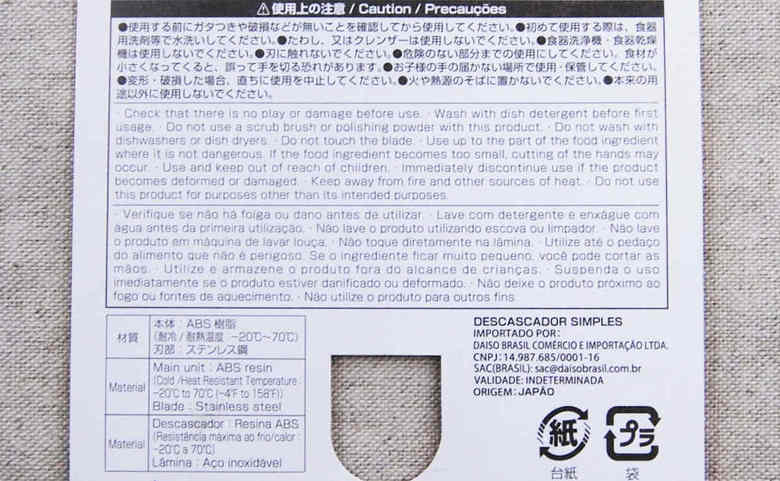 ⚠使用上の注意 / Caution / Precauções
●使用する前にガタつきや破損などが無いことを確認してから使用してください。●初めて使用する際は、食器
用洗剤等で水洗いしてください。●たわし、又はクレンザーは使用しないでください。●食器洗浄機・食器乾燥
機は使用しないでください。●刃に触れないでください。●危険のない部分までの使用にしてください。食材が
小さくなってくると、誤って手を切る恐れがあります。●お子様の手の届かない場所で使用・保管してください。
●変形・破損した場合、直ちに使用を中止してください。●火や熱源のそばに置かないでください。●本来の用
途以外に使用しないでください。
· Check that there is no play or damage before use. · Wash with dish detergent before first
usage. · Do not use a scrub brush or polishing powder with this product. · Do not wash with
dishwashers or dish dryers. · Do not touch the blade. · Use up to the part of the food ingredient
where it is not dangerous. If the food ingredient becomes too small, cutting of the hands may
occur. · Use and keep out of reach of children. · Immediately discontinue use if the product
becomes deformed or damaged. · Keep away from fire and other sources of heat. · Do not use
this product for purposes other than its intended purposes.
· Verifique se não há folga ou dano antes de utilizar. · Lave com detergente e enxágue com
água antes da primeira utilização. · Não lave o produto utilizando escova ou limpador. · Não lave
o produto em máquina de lavar louça. · Não toque diretamente na lâmina. · Utilize até o pedaço
do alimento que não é perigoso. Se o ingrediente ficar muito pequeno, você pode cortar as
mãos. · Utilize e armazene o produto fora do alcance de crianças. · Suspenda o uso
imediatamente se o produto estiver danificado ou deformado. · Não deixe o produto próximo ao
fogo ou fontes de aquecimento. · Não utilize o produto para outros fins.
材質
本体：ABS樹脂
(耐冷/耐熱温度 -20℃~70℃)
刃部：ステンレス鋼
Material
Main unit : ABS resin
(Cold /Heat Resistant Temperature :
-20℃ to 70℃ (-4°F to 158°F))
Blade : Stainless steel
Material
Descascador : Resina ABS
(Resistência máxima ao frio/calor :
-20℃ a 70℃)
Lâmina : Aço inoxidável
DESCASCADOR SIMPLES
IMPORTADO POR:
DAISO BRASIL COMÉRCIO E IMPORTAÇÃO LTDA.
CNPJ: 14.987.685/0001-16
SAC(BRASIL): sac@daisobrasil.com.br
VALIDADE: INDETERMINADA
ORIGEM: JAPÃO
紙
台紙
プラ
袋